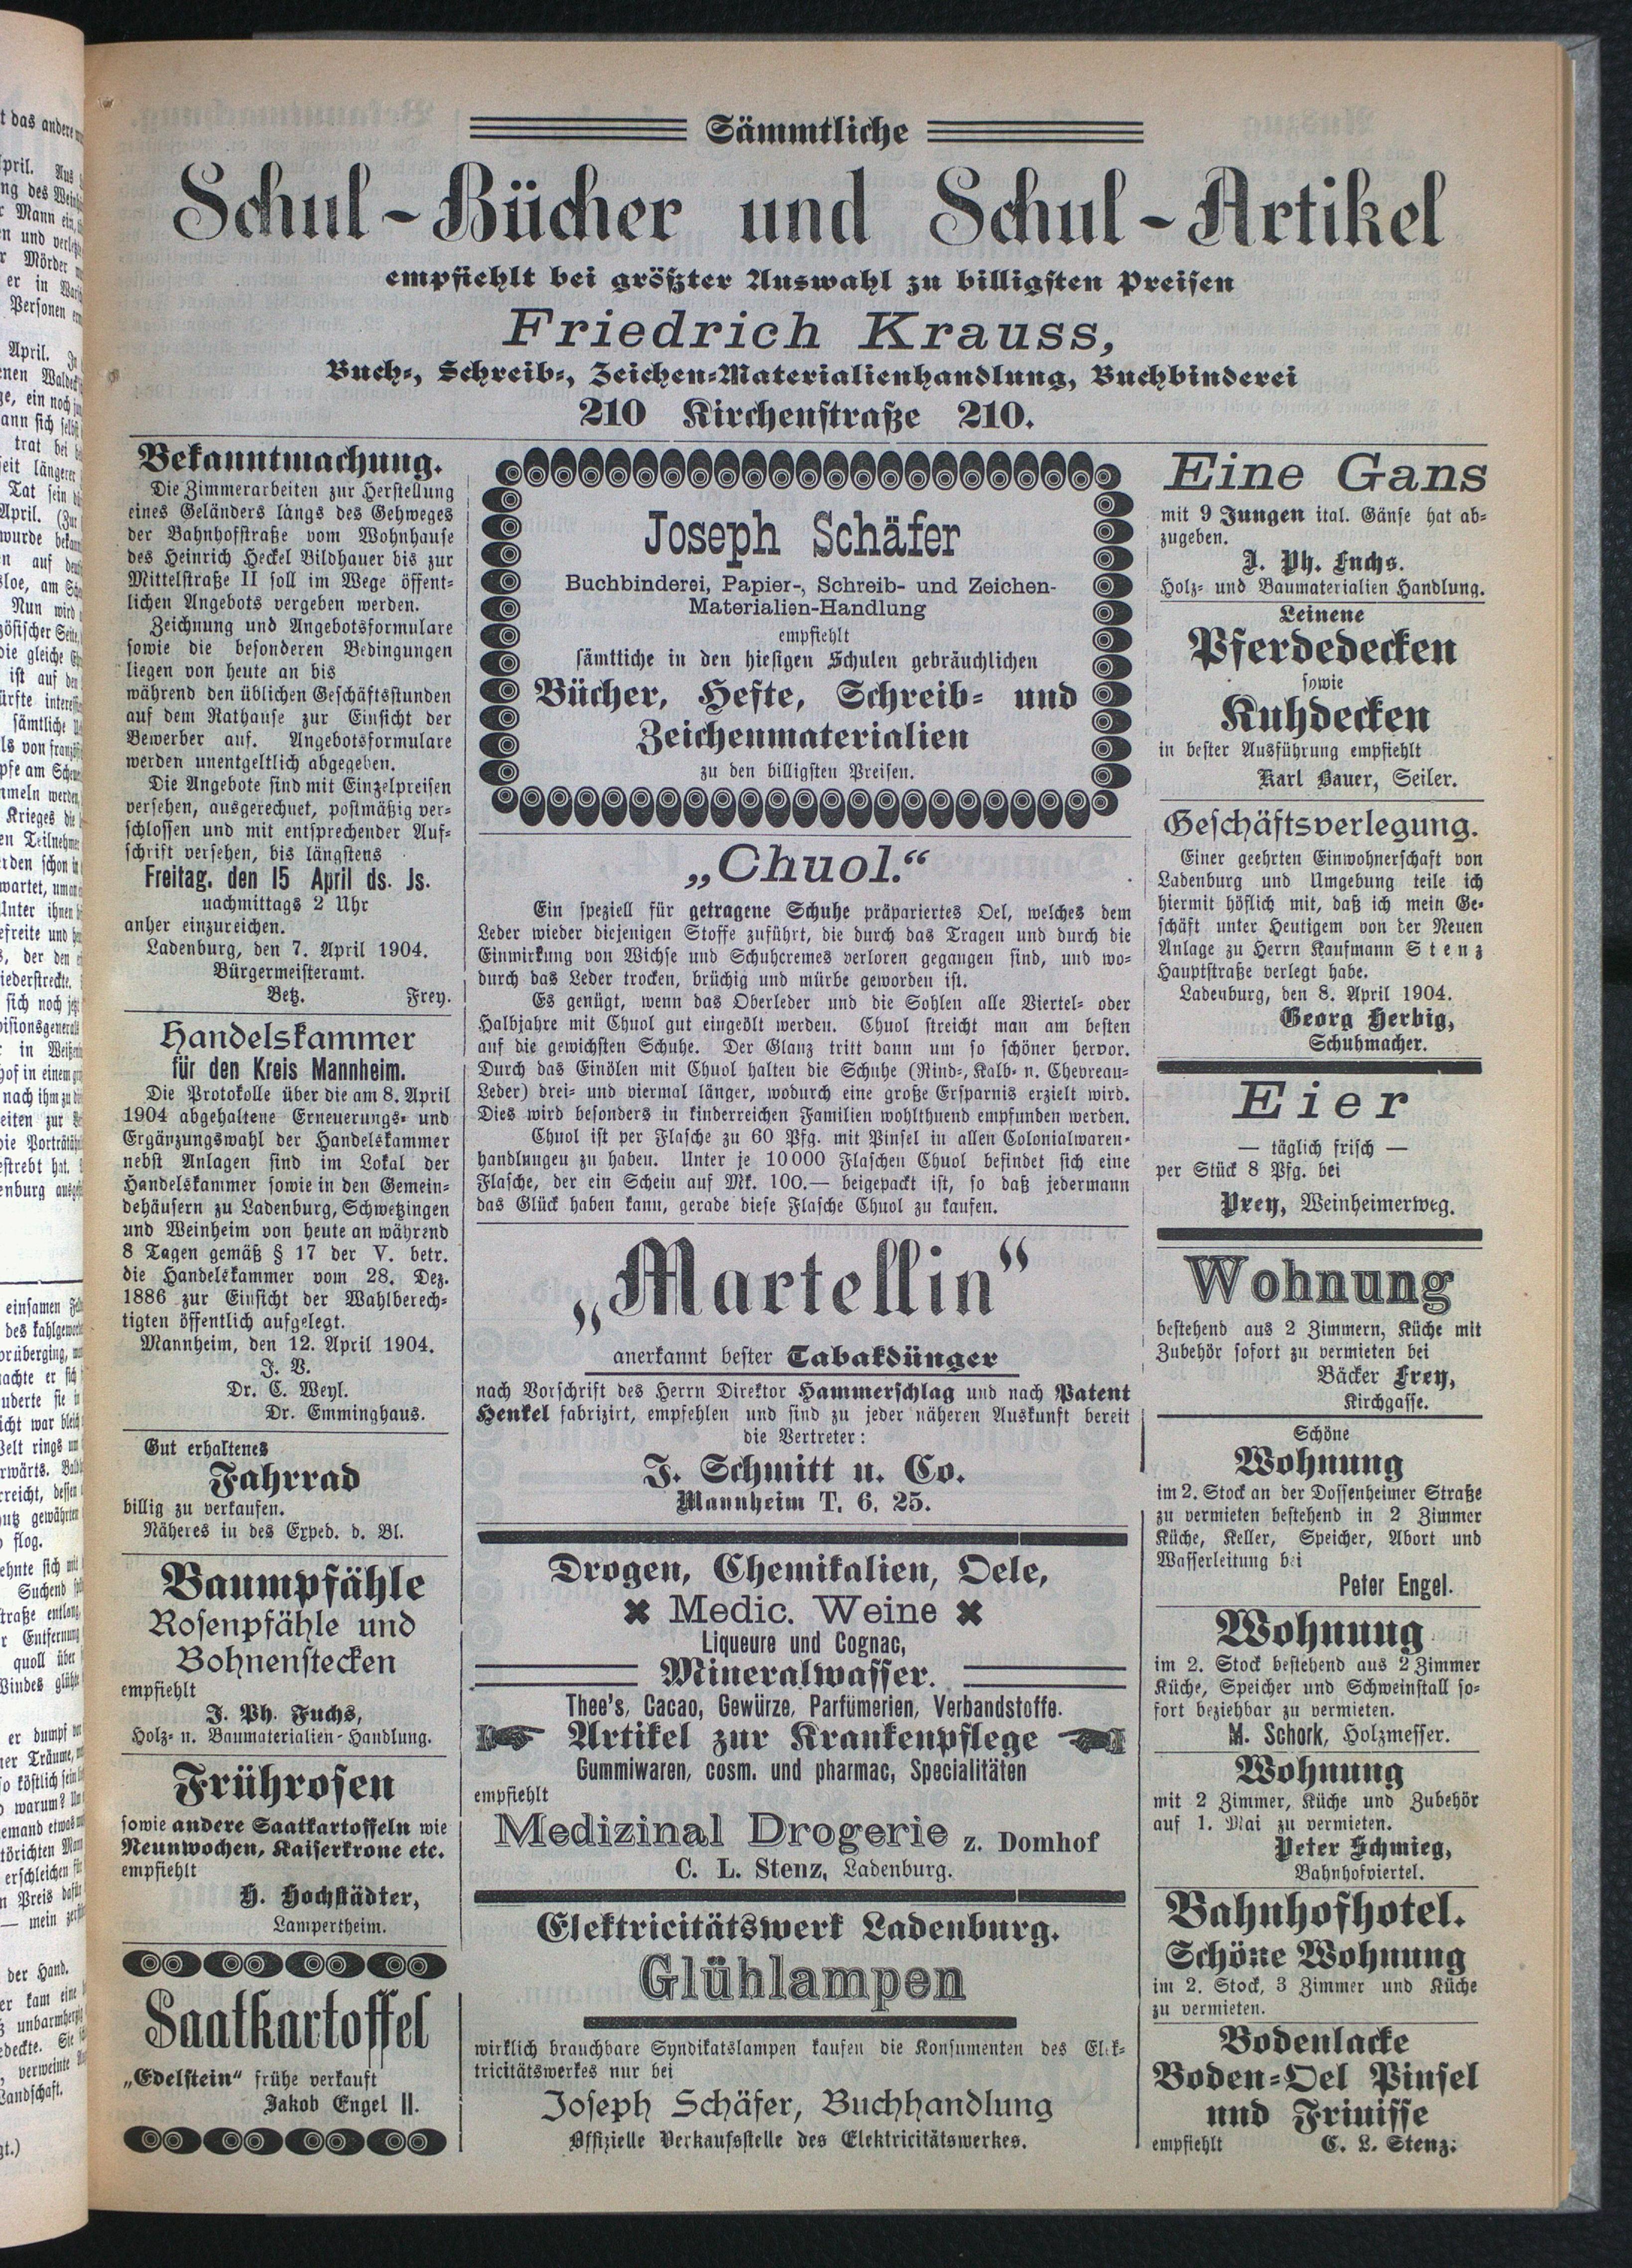 Sämmtliche
Schul-Bücher und Schul-Artikel
empfiehlt bei größter Auswahl zu billigsten Preisen
Friedrich Krauss,
Buch-, Schreib-, Zeichen-Materialienhandlung, Buchbinderei
210 Kirchenstraße 210.
Bekanntmachung.
Die Zimmerarbeiten zur Herstellung
eines Geländers längs des Gehweges
der Bahnhofstraße vom Wohnhause
des Heinrich Heckel Bildhauer bis zur
Mittelstraße II soll im Wege öffent-
lichen Angebots vergeben werden.
Zeichnung und Angebotsformulare
sowie die besonderen Bedingungen
liegen von heute an bis
während den üblichen Geschäftsstunden
auf dem Rathause zur Einsicht der
Bewerber auf. Angebotsformulare
werden unentgeltlich abgegeben.
Die Angebote sind mit Einzelpreisen
versehen, ausgerechnet, postmäßig ver-
schlossen und mit entsprechender Auf-
schrift versehen, bis längstens
Freitag, den 15 April ds. Js.
nachmittags 2 Uhr
anher einzureichen.
Ladenburg, den 7. April 1904.
Bürgermeisteramt.
Betz. Frey.
Handelskammer
für den Kreis Mannheim.
Die Protokolle über die am 8. April
1904 abgehaltene Erneuerungs- und
Ergänzungswahl der Handelskammer
nebst Anlagen sind im Lokal der
Handelskammer sowie in den Gemein-
dehäusern zu Ladenburg, Schwetzingen
und Weinheim von heute an während
8 Tagen gemäß § 17 der V. betr.
die Handelskammer vom 28. Dez.
1886 zur Einsicht der Wahlberech-
tigten öffentlich aufgelegt.
Mannheim, den 12. April 1904.
J. V.
Dr. C. Weyl.
Dr. Emminghaus.
Gut erhaltenes
Fahrrad
billig zu verkaufen.
Näheres in des Exped. d. Bl.
Baumpfähle
Rosenpfähle und
Bohnenstecken
empfiehlt
J. Ph. Fuchs,
Holz- u. Baumaterialien-Handlung.
Frührosen
sowie andere Saatkartoffeln wie
Neunwochen, Kaiserkrone etc.
empfiehlt
H. Hochstädter,
Lampertheim.
Saatkartoffel
„Edelstein“ frühe verkauft
Jakob Engel II.
Joseph Schäfer
Buchbinderei, Papier-, Schreib- und Zeichen-
Materialien-Handlung
empfiehlt
sämtliche in den hiesigen Schulen gebräuchlichen
Bücher, Hefte, Schreib- und
Zeichenmaterialien
zu den billigsten Preisen.
„Chuol.“
Ein speziell für getragene Schuhe präpariertes Oel, welches dem
Leder wieder diejenigen Stoffe zuführt, die durch das Tragen und durch die
Einwirkung von Wichse und Schuhcremes verloren gegangen sind, und wo-
durch das Leder trocken, brüchig und mürbe geworden ist.
Es genügt, wenn das Oberleder und die Sohlen alle Viertel- oder
Halbjahre mit Chuol gut eingeölt werden. Chuol streicht man am besten
auf die gewichsten Schuhe. Der Glanz tritt dann um so schöner hervor.
Durch das Einölen mit Chuol halten die Schuhe (Rind-, Kalb- n. Chevreau-
Leder) drei- und viermal länger, wodurch eine große Ersparnis erzielt wird.
Dies wird besonders in kinderreichen Familien wohlthuend empfunden werden.
Chuol ist per Flasche zu 60 Pfg. mit Pinsel in allen Colonialwaren-
handlungen zu haben. Unter je 10000 Flaschen Chuol befindet sich eine
Flasche, der ein Schein auf Mk. 100.— beigepackt ist, so daß jedermann
das Glück haben kann, gerade diese Flasche Chuol zu kaufen.
„Martellin“
anerkannt bester Tabakdünger
nach Vorschrift des Herrn Direktor Hammerschlag und nach Patent
Henkel fabrizirt, empfehlen und sind zu jeder näheren Auskunft bereit
die Vertreter:
J. Schmitt u. Co.
Mannheim T. 6, 25.
Drogen, Chemikalien, Oele,
✖ Medic. Weine ✖
Liqueure und Cognac,
Mineralwasser.
Thee's, Cacao, Gewürze, Parfümerien, Verbandstoffe.
Artikel zur Krankenpflege
Gummiwaren, cosm. und pharmac, Specialitäten
empfiehlt
Medizinal Drogerie z. Domhof
C. L. Stenz, Ladenburg.
Elektricitätswerk Ladenburg.
Glühlampen
wirklich brauchbare Syndikatslampen kaufen die Konsumenten des Elek-
tricitätswerkes nur bei
Joseph Schäfer, Buchhandlung
Offizielle Verkaufsstelle des Elektricitätswerkes.
Eine Gans
mit 9 Jungen ital. Gänse hat ab-
zugeben.
J. Ph. Fuchs.
Holz- und Baumaterialien Handlung.
Leinene
Pferdedecken
sowie
Kuhdecken
in bester Ausführung empfiehlt
Karl Bauer, Seiler.
Geschäftsverlegung.
Einer geehrten Einwohnerschaft von
Ladenburg und Umgebung teile ich
hiermit höflich mit, daß ich mein Ge-
schäft unter Heutigem von der Neuen
Anlage zu Herrn Kaufmann Stenz
Hauptstraße verlegt habe.
Ladenburg, den 8. April 1904.
Georg Herbig,
Schuhmacher.
Eier
— täglich frisch —
per Stück 8 Pfg. bei
Prey, Weinheimerweg.
Wohnung
bestehend aus 2 Zimmern, Küche mit
Zubehör sofort zu vermieten bei
Bäcker Frey,
Kirchgasse.
Schöne
Wohnung
im 2. Stock an der Dossenheimer Straße
zu vermieten bestehend in 2 Zimmer
Küche, Keller, Speicher, Abort und
Wasserleitung bei
Peter Engel.
Wohnung
im 2. Stock bestehend aus 2 Zimmer
Küche, Speicher und Schweinstall so-
fort beziehbar zu vermieten.
M. Schork, Holzmesser.
Wohnung
mit 2 Zimmer, Küche und Zubehör
auf 1. Mai zu vermieten.
Peter Schmieg,
Bahnhofviertel.
Bahnhofhotel.
Schöne Wohnung
im 2. Stock, 3 Zimmer und Küche
zu vermieten.
Bodenlacke
Boden-Oel Pinsel
und Friuisse
empfiehlt C. L. Stenz.